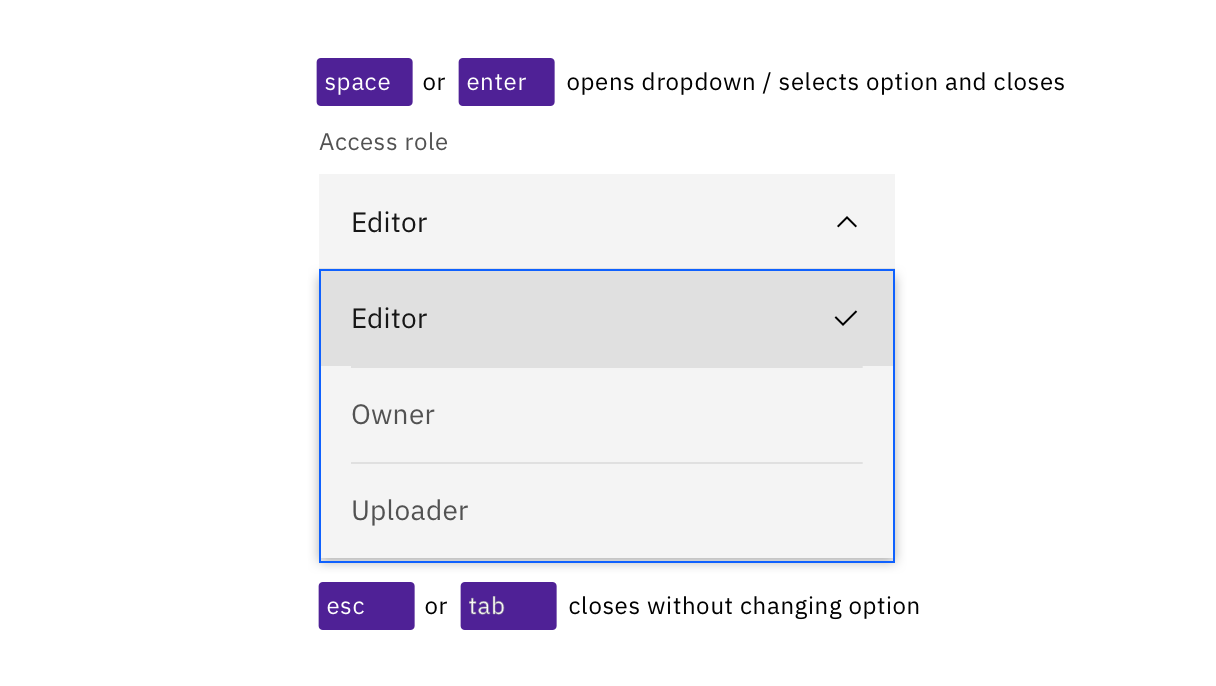 space or enter opens dropdown / selects option and closes
Access role
Editor
Editor
Owner
Uploader
esc or tab closes without changing option